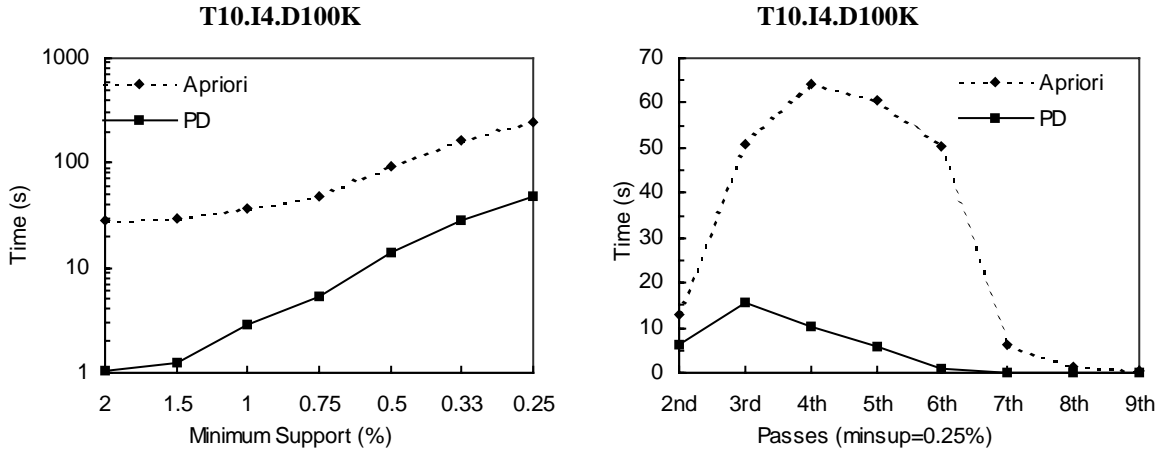 T10.I4.D100K
1000
100
10
1
Time (s)
Apriori
PD
2 1.5 1 0.75 0.5 0.33 0.25
Minimum Support (%)
T10.I4.D100K
70
60
50
40
30
20
10
0
Time (s)
Apriori
PD
2nd 3rd 4th 5th 6th 7th 8th 9th
Passes (minsup=0.25%)